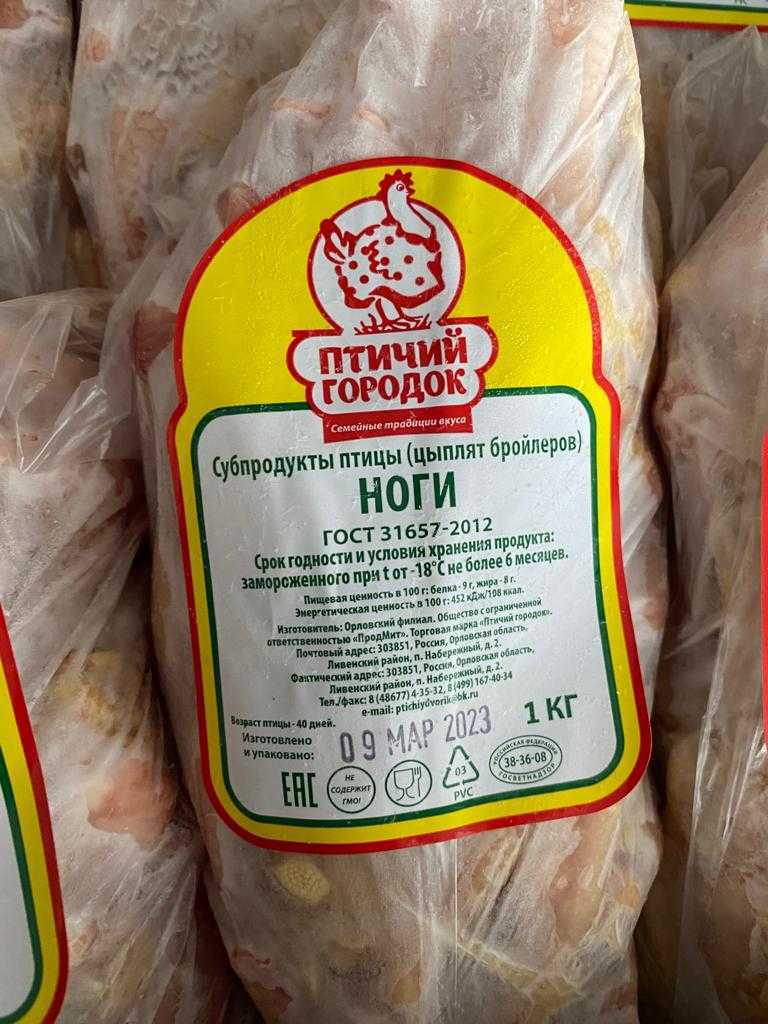 ПТИЧИЙ
ГОРОДОК
Семейные традиции вкуса
Субпродукты птицы (цыплят бройлеров)
НОГИ
ГОСТ 31657-2012
Срок годности и условия хранения продукта:
замороженного при t от -18°С не более 6 месяцев.
Пищевая ценность в 100 г: белка - 9 г, жира - 8 г.
Энергетическая ценность в 100 г: 452 кДж/108 ккал.
Изготовитель: Орловский филиал. Общество с ограниченной
ответственностью «ПродМит». Торговая марка «Птичий городок».
Почтовый адрес: 303851, Россия, Орловская область,
Ливенский район, п. Набережный, д. 2.
Фактический адрес: 303851, Россия, Орловская область,
Ливенский район, п. Набережный, д. 2.
Тел./факс: 8 (48677) 4-35-32, 8 (499) 167-40-34
e-mail: ptichiydvorik@bk.ru
Возраст птицы - 40 дней.
Изготовлено
и упаковано:
09 МАР 2023
1 КГ
ЕАС
НЕ
СОДЕРЖИТ
ГМО!
03
PVC
РОССИЙСКАЯ ФЕДЕРАЦИЯ
38-36-08
ГОСВЕТНАДЗОР